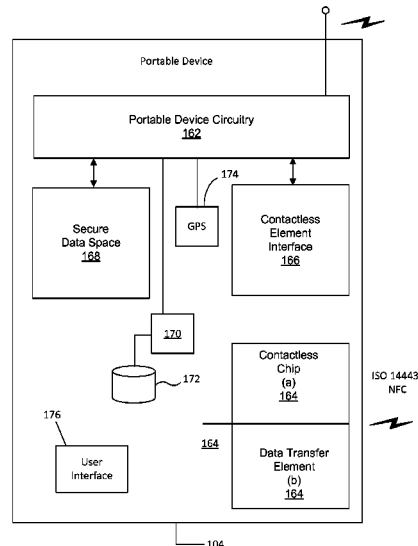 Portable Device
Portable Device Circuitry
162
174
Secure
Data Space
168
GPS
Contactless
Element
Interface
166
170
172
Contactless
Chip
(a)
164
ISO 14443
NFC
176
164
User
Interface
Data Transfer
Element
(b)
164
104